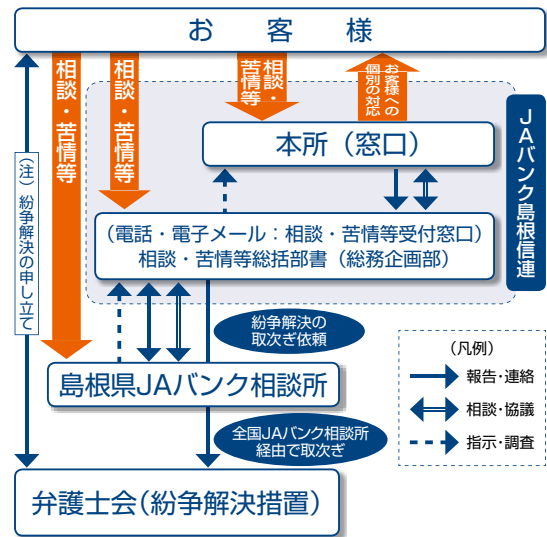 お客様
相談・苦情等
相談・苦情等
相談・
苦情等
お客様への
個別の対応
本所（窓口）
JAバンク島根信連
（注）紛争解決の申し立て
（電話・電子メール：相談・苦情等受付窓口）
相談・苦情等総括部書（総務企画部）
紛争解決の
取次ぎ依頼
島根県JAバンク相談所
全国JAバンク相談所
経由で取次ぎ
弁護士会（紛争解決措置）
（凡例）
報告・連絡
相談・協議
指示・調査